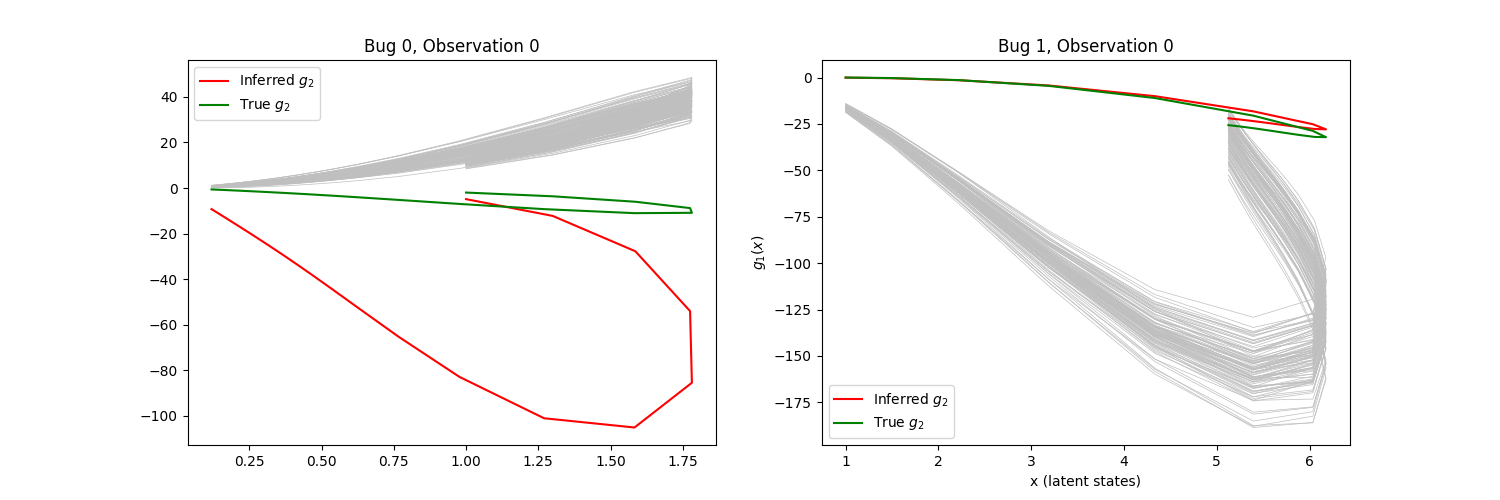 Bug 0, Observation 0
Inferred g₂
True g₂
40
20
0
−20
−40
−60
−80
−100
0.25 0.50 0.75 1.00 1.25 1.50 1.75
Bug 1, Observation 0
0
−25
−50
−75
−100
−125
−150
−175
g₁(x)
Inferred g₂
True g₂
1 2 3 4 5 6
x (latent states)